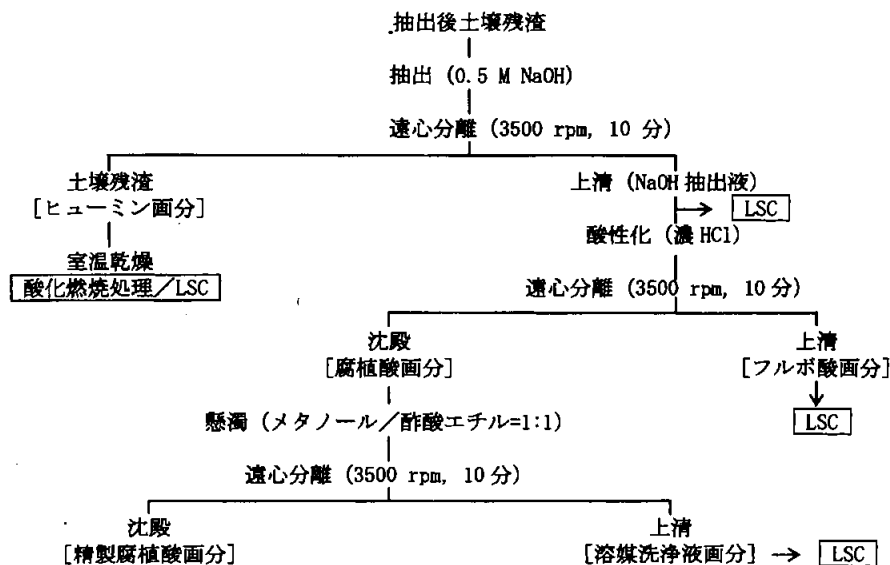 抽出後土壌残渣
抽出 (0.5 M NaOH)
遠心分離 (3500 rpm, 10 分)
土壌残渣
[ヒューミン画分]
上清 (NaOH 抽出液)
LSC
室温乾燥
酸化燃焼処理／LSC
酸性化 (濃 HCl)
遠心分離 (3500 rpm, 10 分)
沈殿
[腐植酸画分]
上清
[フルボ酸画分]
LSC
懸濁 (メタノール／酢酸エチル=1:1)
遠心分離 (3500 rpm, 10 分)
沈殿
[精製腐植酸画分]
上清
[溶媒洗浄液画分] → LSC